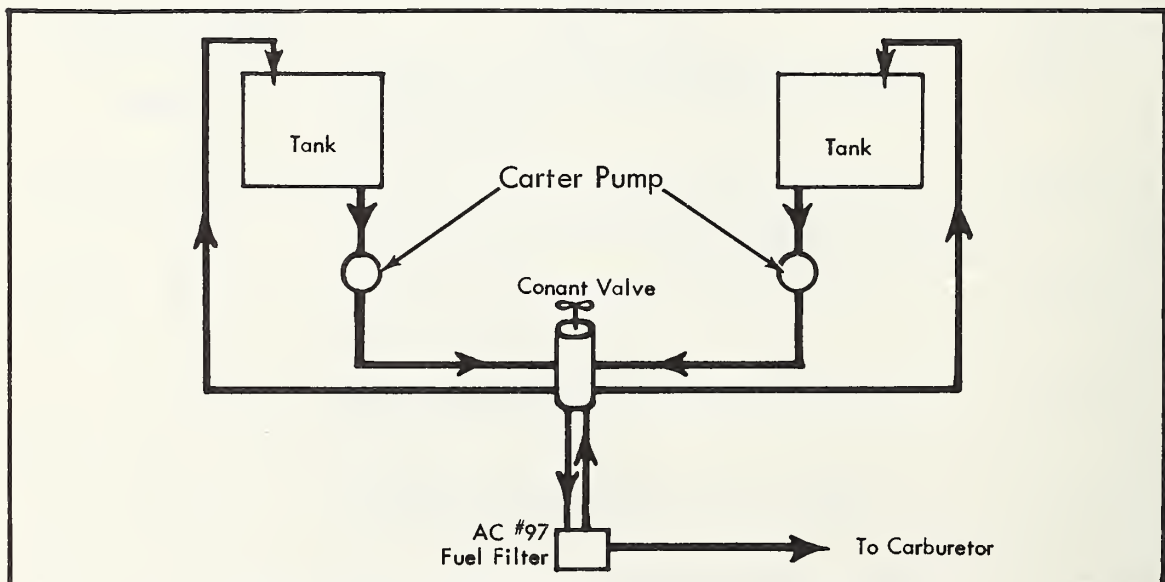 Tank
Tank
Carter Pump
Conant Valve
AC #97
Fuel Filter
To Carburetor